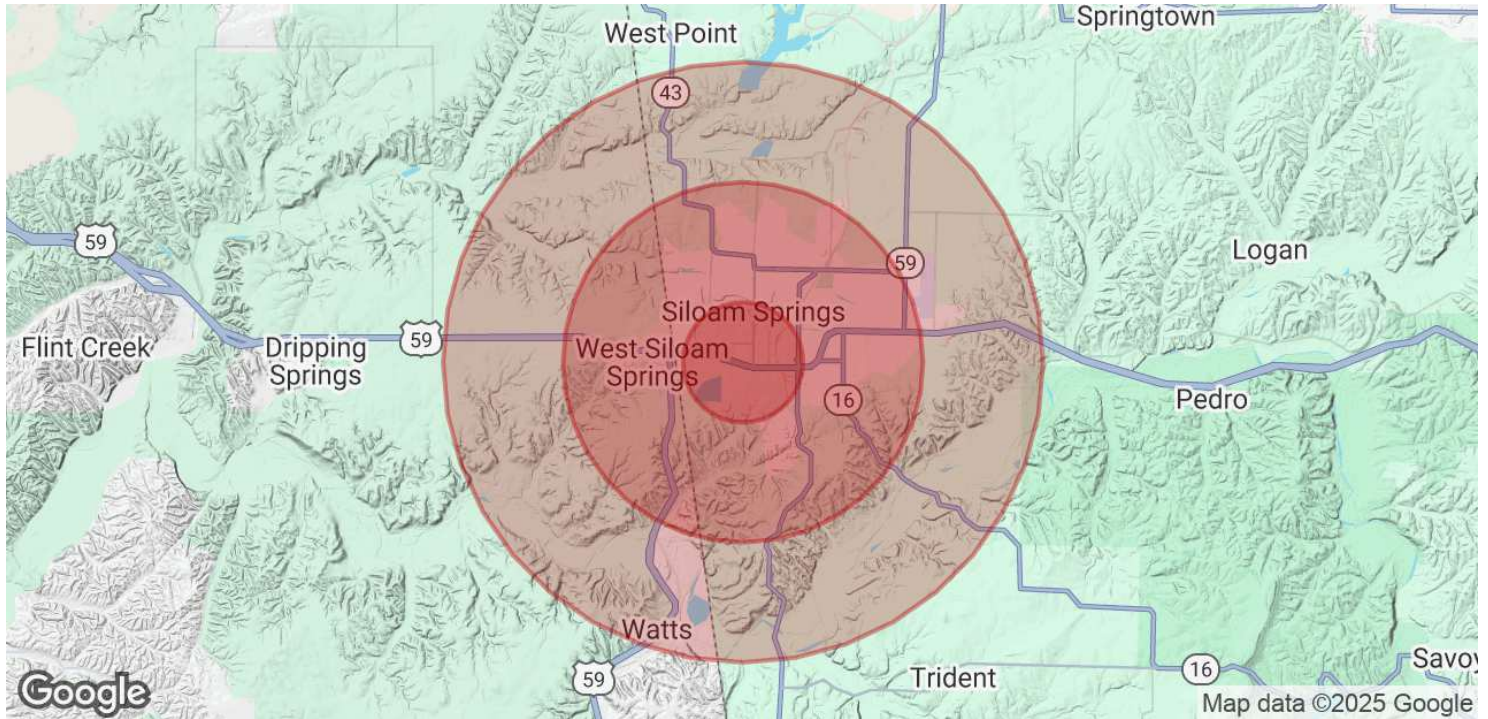 Springtown
West Point
43
59
59
Logan
Siloam Springs
59
Flint Creek
Dripping
Springs
West Siloam
Springs
16
Pedro
Watts
Trident
16
Savoy
59
Google
Map data ©2025 Google